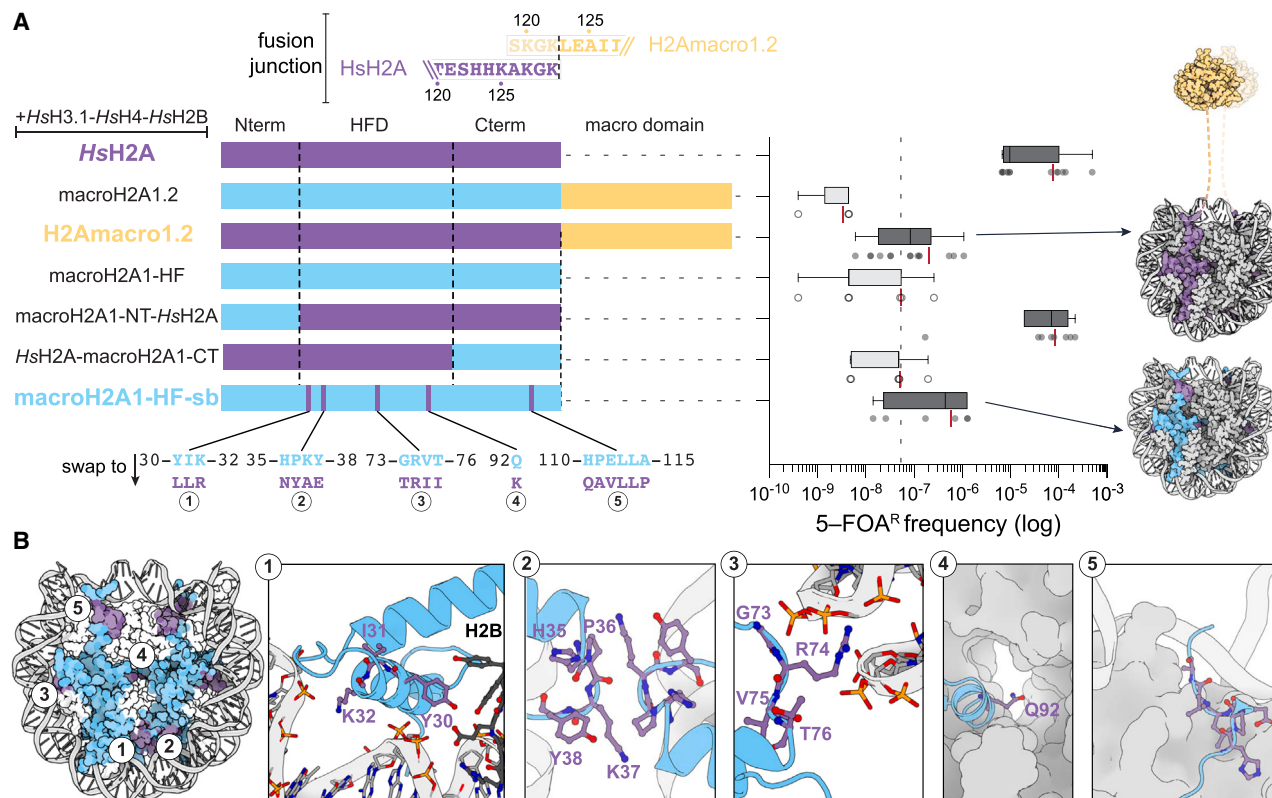 A
fusion
junction
120 125
SKGKLEAII// H2Amacro1.2
HsH2A \\TESHHKAKGK
120 125
+HsH3.1-HsH4-HsH2B
Nterm HFD Cterm macro domain
HsH2A
macroH2A1.2
H2Amacro1.2
macroH2A1-HF
macroH2A1-NT-HsH2A
HsH2A-macroH2A1-CT
macroH2A1-HF-sb
swap to
30–YIK–32 35–HPKY–38 73–GRVT–76 92Q 110–HPELLA–115
LLR NYAE TRII K QAVLLP
1 2 3 4 5
10⁻¹⁰ 10⁻⁹ 10⁻⁸ 10⁻⁷ 10⁻⁶ 10⁻⁵ 10⁻⁴ 10⁻³
5–FOAᴿ frequency (log)
B
5
4
3
1 2
1
I31
H2B
K32
Y30
2
H35 P36
Y38
K37
3
G73
R74
V75
T76
4
Q92
5